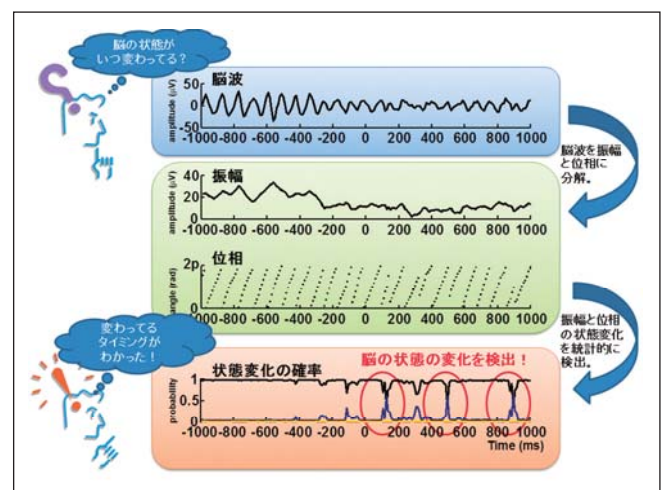 脳の状態が
いつ変わってる？
脳波
amplitude (μV)
50
0
-50
-1000 -800 -600 -400 -200 0 200 400 600 800 1000
脳波を振幅
と位相に
分解。
振幅
amplitude (μV)
40
20
0
-1000 -800 -600 -400 -200 0 200 400 600 800 1000
位相
angle (rad)
2p
0
-1000 -800 -600 -400 -200 0 200 400 600 800 1000
変わってる
タイミングが
わかった！
振幅と位相
の状態変化
を統計的に
検出。
状態変化の確率
脳の状態の変化を検出！
probability
1
0.5
0
-1000 -800 -600 -400 -200 0 200 400 600 800 1000
Time (ms)